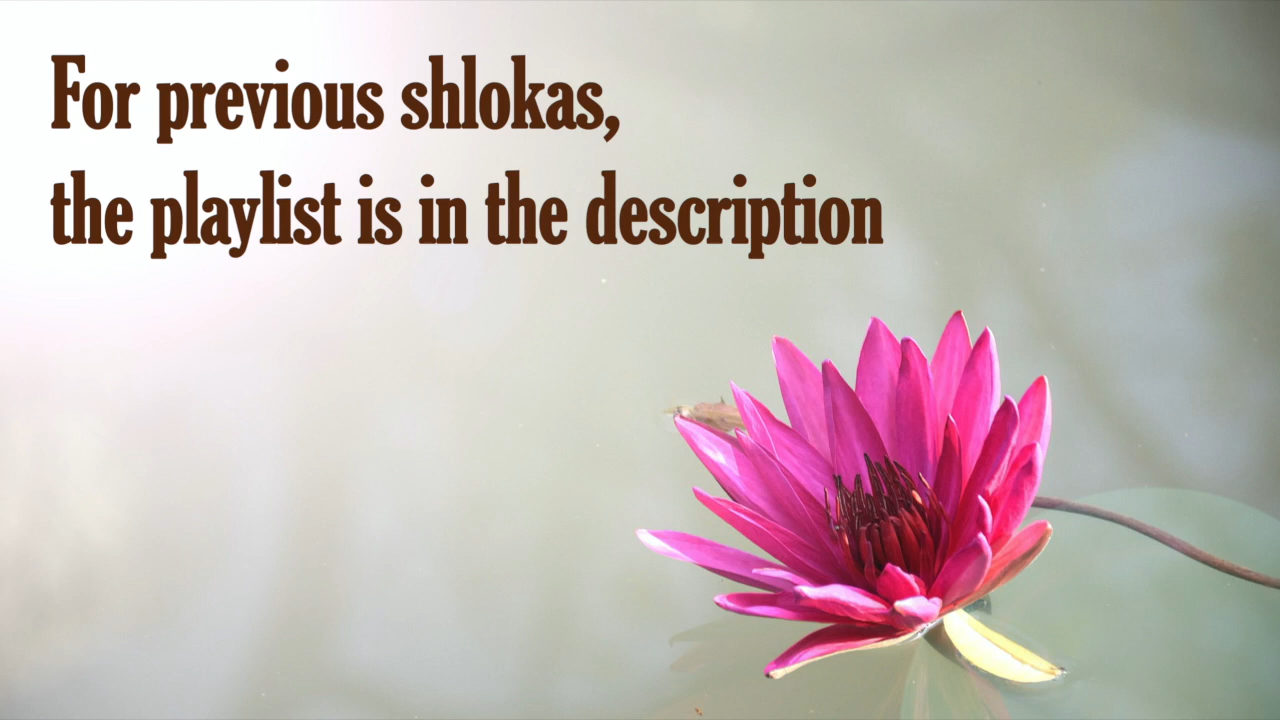 For previous shlokas,
the playlist is in the description